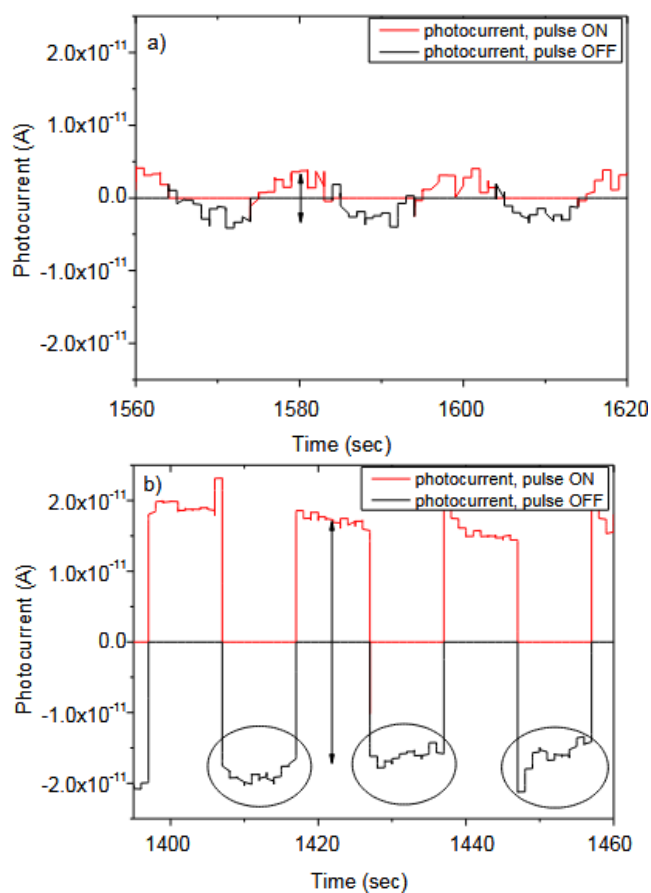 a)
photocurrent, pulse ON
photocurrent, pulse OFF
2.0x10⁻¹¹
1.0x10⁻¹¹
0.0
-1.0x10⁻¹¹
-2.0x10⁻¹¹
Photocurrent (A)
1560 1580 1600 1620
Time (sec)
b)
photocurrent, pulse ON
photocurrent, pulse OFF
2.0x10⁻¹¹
1.0x10⁻¹¹
0.0
-1.0x10⁻¹¹
-2.0x10⁻¹¹
Photocurrent (A)
1400 1420 1440 1460
Time (sec)